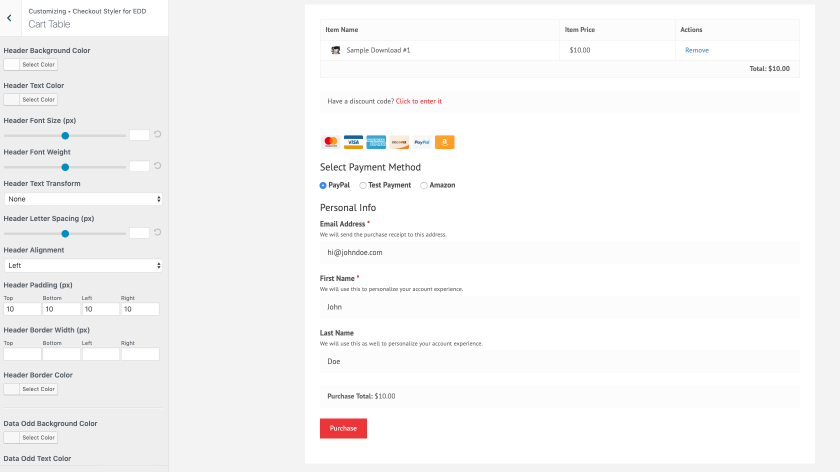 Customizing • Checkout Styler for EDD
Cart Table
Header Background Color
Select Color
Header Text Color
Select Color
Header Font Size (px)
Header Font Weight
Header Text Transform
None
Header Letter Spacing (px)
Header Alignment
Left
Header Padding (px)
Top Bottom Left Right
10 10 10 10
Header Border Width (px)
Top Bottom Left Right
Header Border Color
Select Color
Data Odd Background Color
Select Color
Data Odd Text Color
Item Name Item Price Actions
Sample Download #1 $10.00 Remove
Total: $10.00
Have a discount code? Click to enter it
VISA DISCOVER PayPal
Select Payment Method
PayPal Test Payment Amazon
Personal Info
Email Address *
We will send the purchase receipt to this address.
hi@johndoe.com
First Name *
We will use this to personalize your account experience.
John
Last Name
We will use this as well to personalize your account experience.
Doe
Purchase Total: $10.00
Purchase